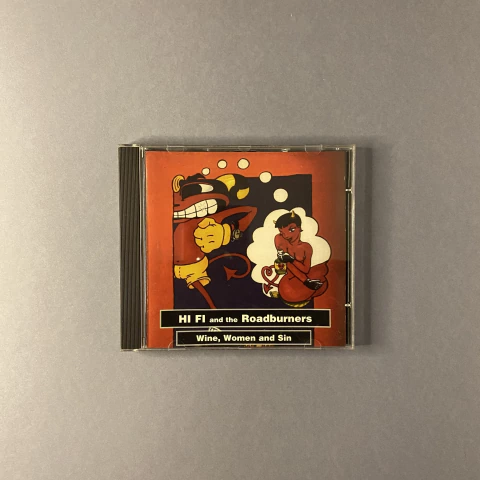 HI FI and the Roadburners
Wine, Women and Sin